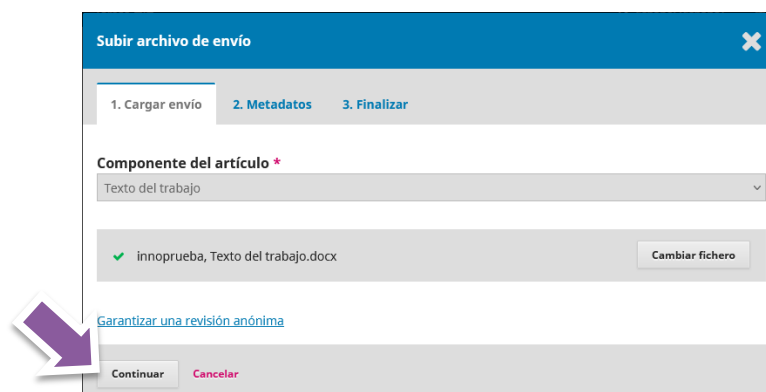 Subir archivo de envío
1. Cargar envío 2. Metadatos 3. Finalizar
Componente del artículo *
Texto del trabajo
innoprueba, Texto del trabajo.docx Cambiar fichero
Garantizar una revisión anónima
Continuar Cancelar